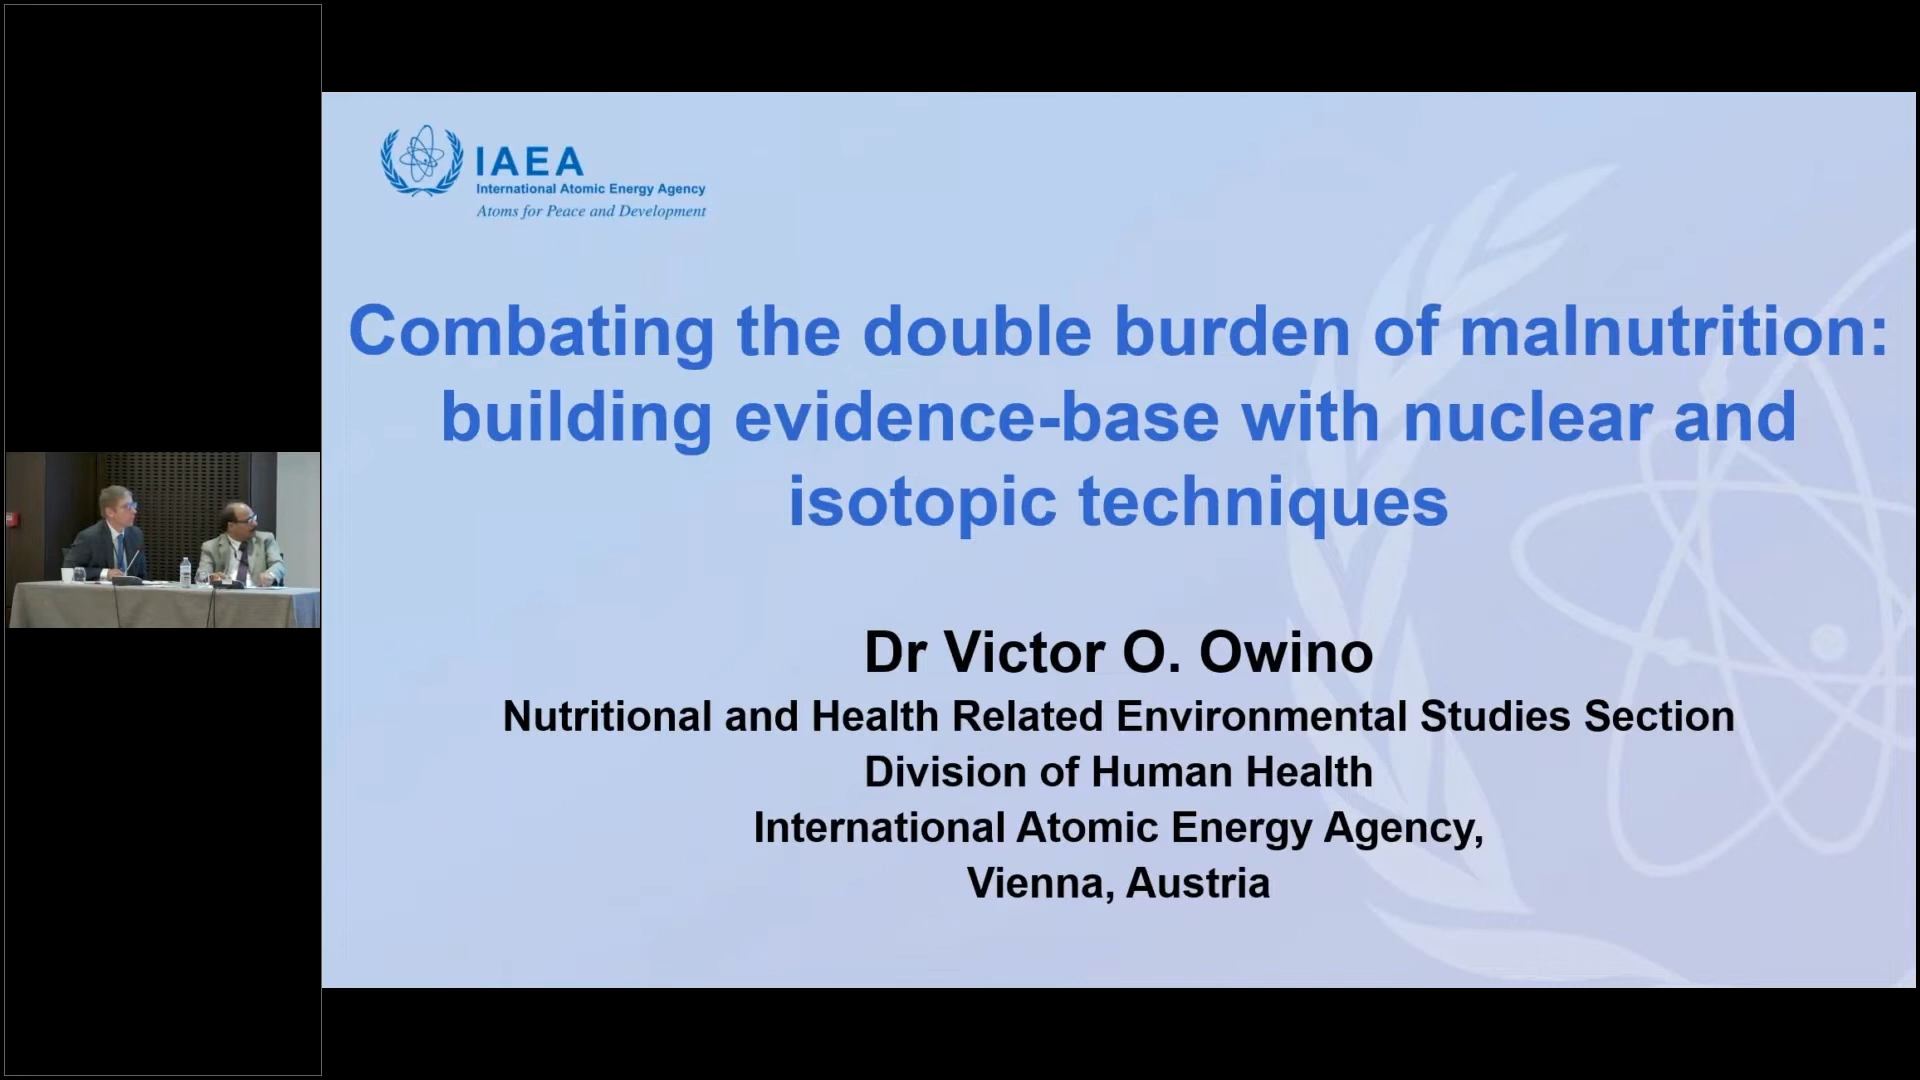 IAEA
International Atomic Energy Agency
Atoms for Peace and Development
Combating the double burden of malnutrition:
building evidence-base with nuclear and
isotopic techniques
Dr Victor O. Owino
Nutritional and Health Related Environmental Studies Section
Division of Human Health
International Atomic Energy Agency,
Vienna, Austria